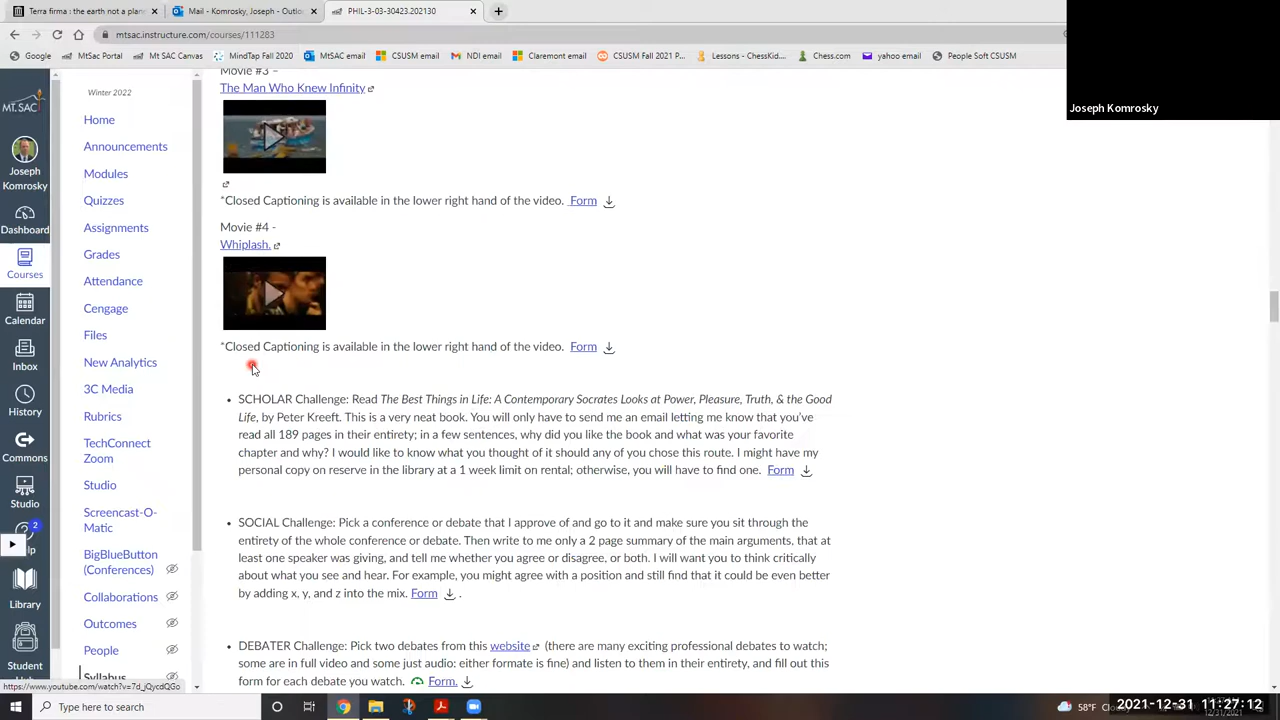 Terra firma : the earth not a plane
Mail - Komrosky, Joseph - Outlo
PHIL-3-03-30423.202130
mtsac.instructure.com/courses/111283
Google
MtSac Portal
Mt Sac Canvas
MindTap Fall 2020
MtSAC email
CSUSM email
NDI email
Claremont email
CSUSM Fall 2021 P...
Lessons - ChessKid....
Chess.com
yahoo email
People Soft CSUSM
Joseph Komrosky
MT. SAC
Joseph
Komrosky
Dashboard
Courses
Calendar
Inbox
History
Commons
Studio
2
Library
Student
Winter 2022
Home
Announcements
Modules
Quizzes
Assignments
Grades
Attendance
Cengage
Files
New Analytics
3C Media
Rubrics
TechConnect
Zoom
Studio
Screencast-O-
Matic
BigBlueButton
(Conferences)
Collaborations
Outcomes
People
Syllabus
Movie #3 –
The Man Who Knew Infinity
*Closed Captioning is available in the lower right hand of the video. Form
Movie #4 -
Whiplash.
*Closed Captioning is available in the lower right hand of the video. Form
• SCHOLAR Challenge: Read The Best Things in Life: A Contemporary Socrates Looks at Power, Pleasure, Truth, & the Good
Life, by Peter Kreeft. This is a very neat book. You will only have to send me an email letting me know that you've
read all 189 pages in their entirety; in a few sentences, why did you like the book and what was your favorite
chapter and why? I would like to know what you thought of it should any of you chose this route. I might have my
personal copy on reserve in the library at a 1 week limit on rental; otherwise, you will have to find one. Form
• SOCIAL Challenge: Pick a conference or debate that I approve of and go to it and make sure you sit through the
entirety of the whole conference or debate. Then write to me only a 2 page summary of the main arguments, that at
least one speaker was giving, and tell me whether you agree or disagree, or both. I will want you to think critically
about what you see and hear. For example, you might agree with a position and still find that it could be even better
by adding x, y, and z into the mix. Form .
• DEBATER Challenge: Pick two debates from this website (there are many exciting professional debates to watch;
some are in full video and some just audio: either formate is fine) and listen to them in their entirety, and fill out this
form for each debate you watch. Form.
https://www.youtube.com/watch?v=7d_jQycdQGo
Type here to search
58°F
2021-12-31 11:27:12
12/31/2021